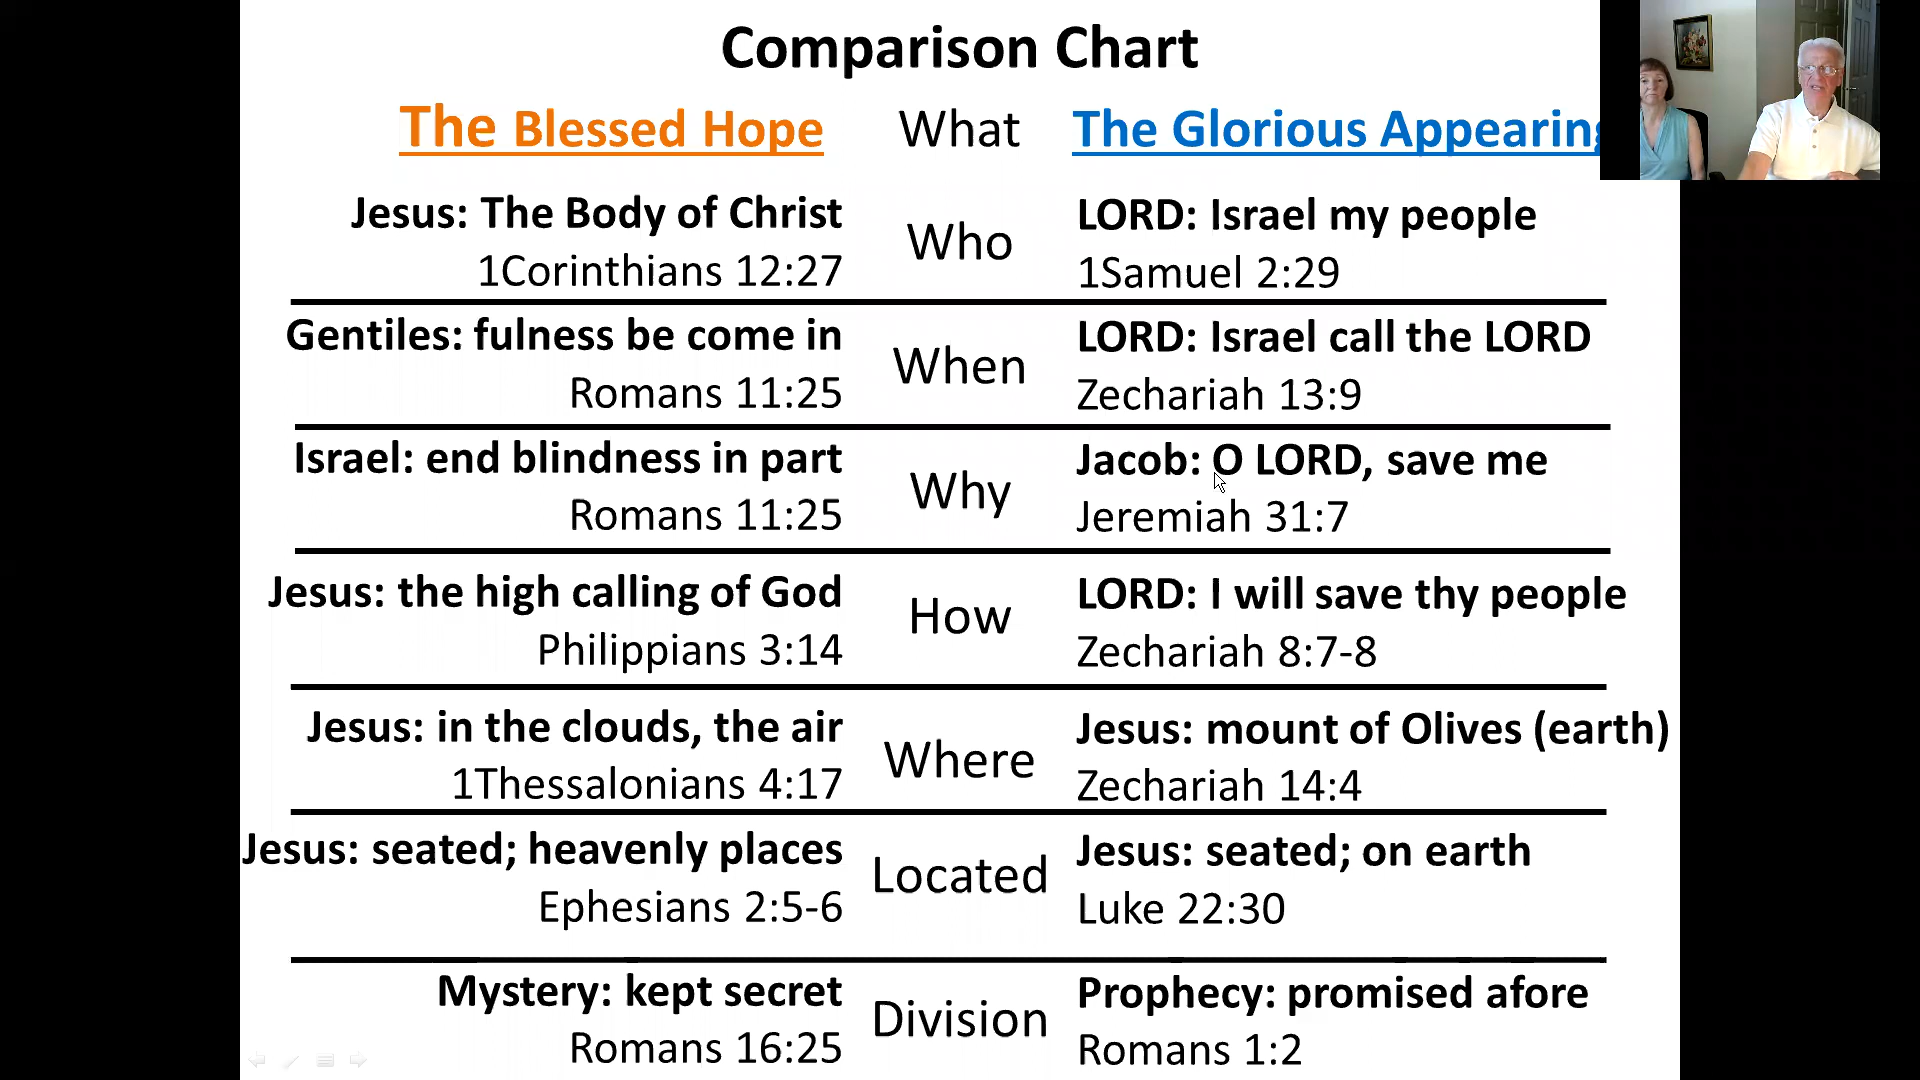 Comparison Chart
The Blessed Hope What The Glorious Appearing
Jesus: The Body of Christ
1Corinthians 12:27
Who
LORD: Israel my people
1Samuel 2:29
Gentiles: fulness be come in
Romans 11:25
When
LORD: Israel call the LORD
Zechariah 13:9
Israel: end blindness in part
Romans 11:25
Why
Jacob: O LORD, save me
Jeremiah 31:7
Jesus: the high calling of God
Philippians 3:14
How
LORD: I will save thy people
Zechariah 8:7-8
Jesus: in the clouds, the air
1Thessalonians 4:17
Where
Jesus: mount of Olives (earth)
Zechariah 14:4
Jesus: seated; heavenly places
Ephesians 2:5-6
Located
Jesus: seated; on earth
Luke 22:30
Mystery: kept secret
Romans 16:25
Division
Prophecy: promised afore
Romans 1:2